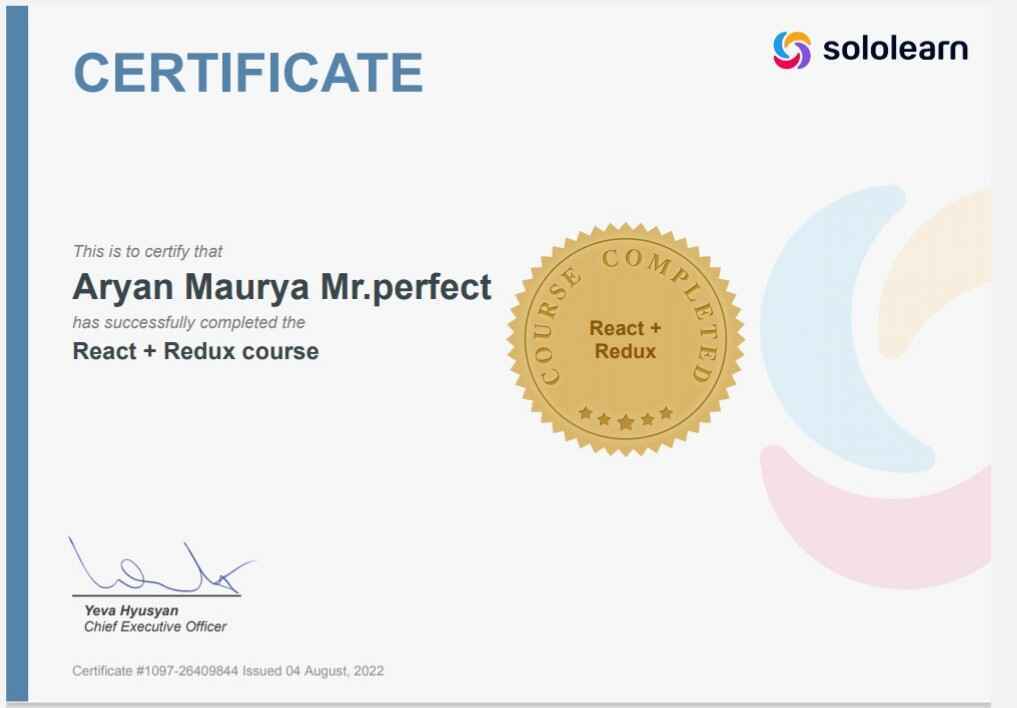 CERTIFICATE
sololearn
This is to certify that
Aryan Maurya Mr.perfect
has successfully completed the
React + Redux course
COURSE COMPLETED
React +
Redux
Yeva Hyusyan
Chief Executive Officer
Certificate #1097-26409844 Issued 04 August, 2022